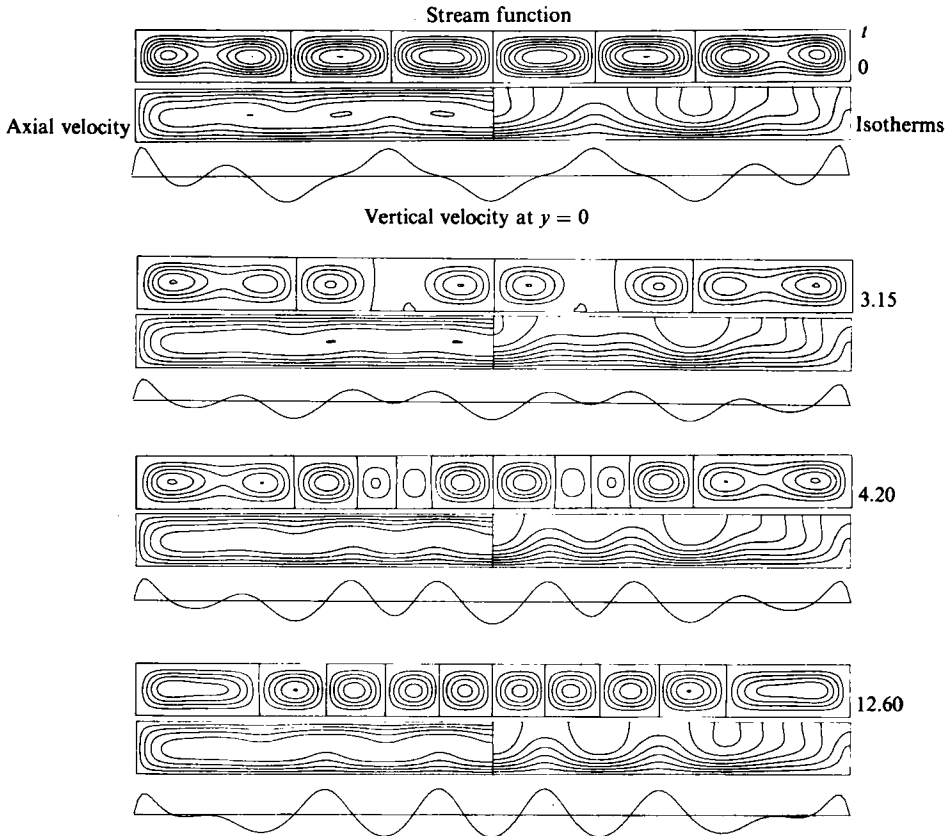 Stream function
t
0
Axial velocity
Isotherms
Vertical velocity at y = 0
3.15
4.20
12.60